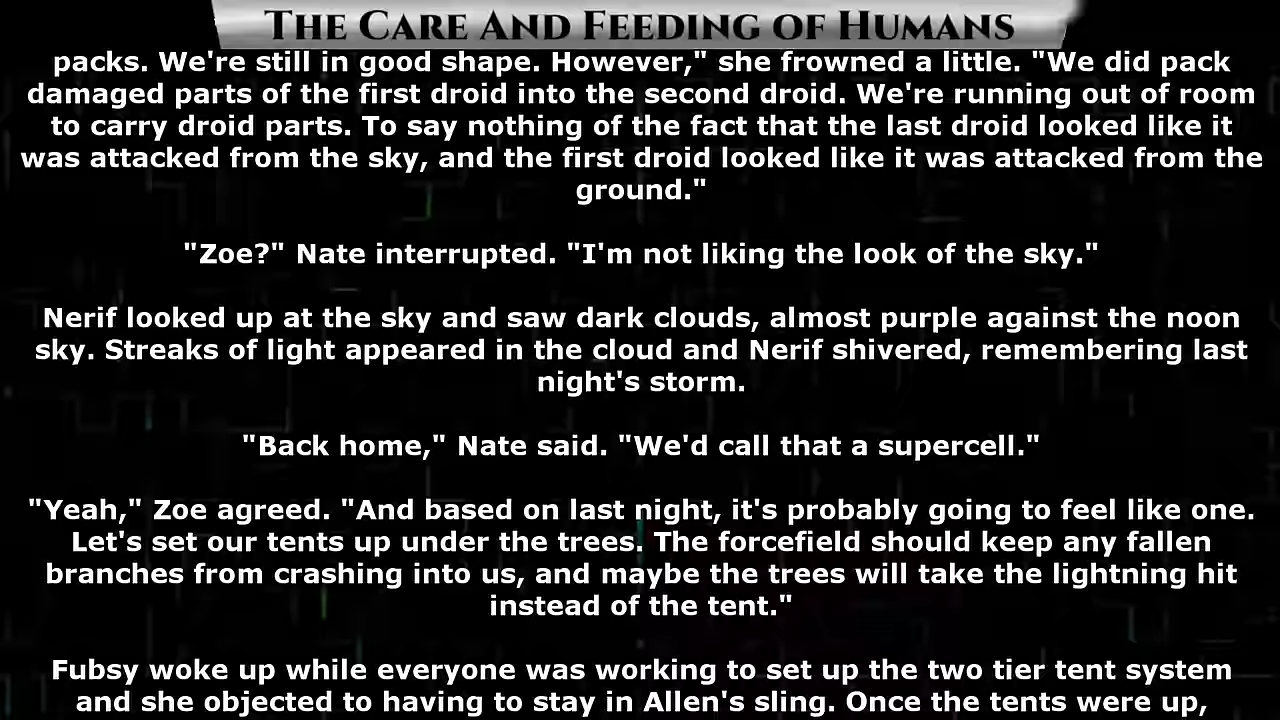 The Care And Feeding of Humans
packs. We're still in good shape. However," she frowned a little. "We did pack
damaged parts of the first droid into the second droid. We're running out of room
to carry droid parts. To say nothing of the fact that the last droid looked like it
was attacked from the sky, and the first droid looked like it was attacked from the
ground."
"Zoe?" Nate interrupted. "I'm not liking the look of the sky."
Nerif looked up at the sky and saw dark clouds, almost purple against the noon
sky. Streaks of light appeared in the cloud and Nerif shivered, remembering last
night's storm.
"Back home," Nate said. "We'd call that a supercell."
"Yeah," Zoe agreed. "And based on last night, it's probably going to feel like one.
Let's set our tents up under the trees. The forcefield should keep any fallen
branches from crashing into us, and maybe the trees will take the lightning hit
instead of the tent."
Fubsy woke up while everyone was working to set up the two tier tent system
and she objected to having to stay in Allen's sling. Once the tents were up,